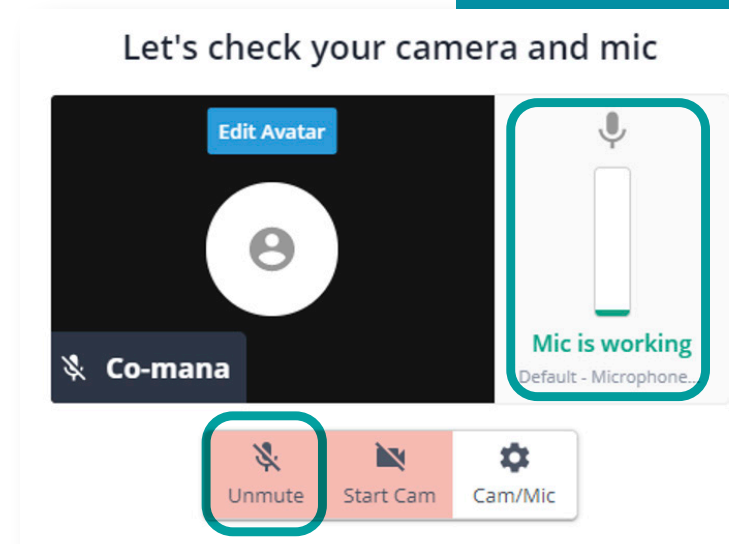 Let's check your camera and mic
Edit Avatar
Co-mana
Mic is working
Default - Microphone...
Unmute
Start Cam
Cam/Mic